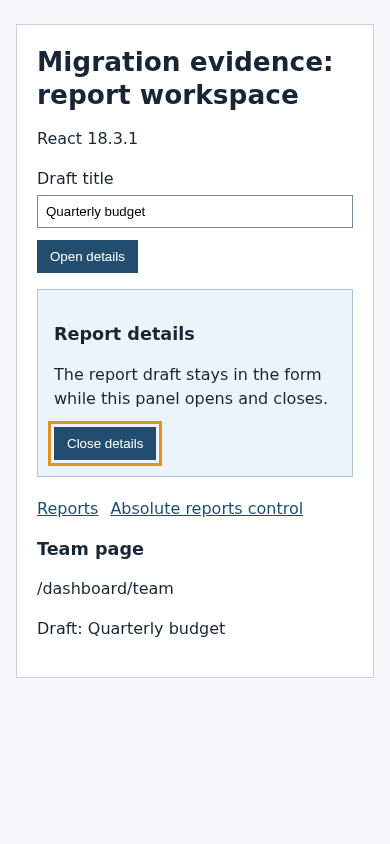 Migration evidence:
report workspace
React 18.3.1
Draft title
Quarterly budget
Open details
Report details
The report draft stays in the form
while this panel opens and closes.
Close details
Reports Absolute reports control
Team page
/dashboard/team
Draft: Quarterly budget